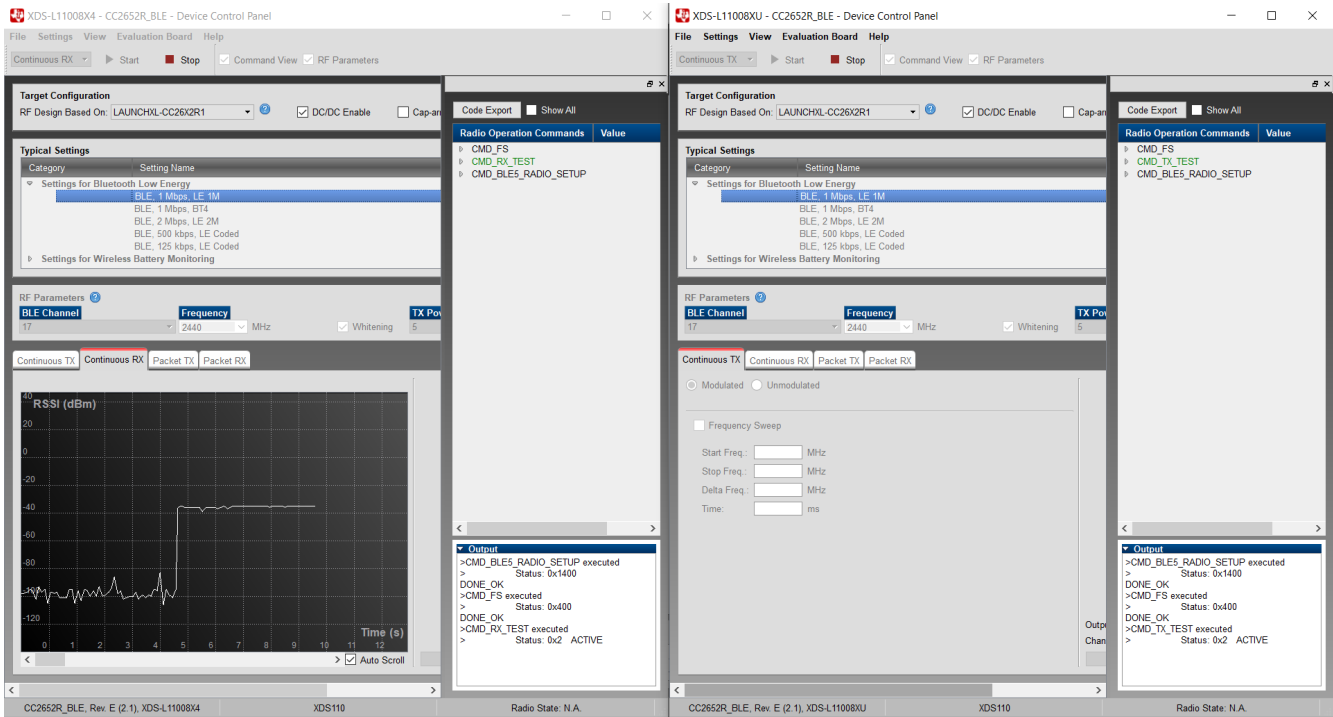 XDS-L11008X4 - CC2652R_BLE - Device Control Panel
File Settings View Evaluation Board Help
Continuous RX Start Stop Command View RF Parameters
Target Configuration
RF Design Based On: LAUNCHXL-CC26X2R1 DC/DC Enable Cap-arr
Typical Settings
Category Setting Name
Settings for Bluetooth Low Energy
BLE, 1 Mbps, LE 1M
BLE, 1 Mbps, BT4
BLE, 2 Mbps, LE 2M
BLE, 500 kbps, LE Coded
BLE, 125 kbps, LE Coded
Settings for Wireless Battery Monitoring
RF Parameters
BLE Channel Frequency TX Pow
17 2440 MHz Whitening 5
Continuous TX Continuous RX Packet TX Packet RX
40
RSSI (dBm)
20
0
-20
-40
-60
-80
-100
-120
Time (s)
0 1 2 3 4 5 6 7 8 9 10 11 12
Auto Scroll
Code Export Show All
Radio Operation Commands Value
CMD_FS
CMD_RX_TEST
CMD_BLE5_RADIO_SETUP
Output
>CMD_BLE5_RADIO_SETUP executed
> Status: 0x1400
DONE_OK
>CMD_FS executed
> Status: 0x400
DONE_OK
>CMD_RX_TEST executed
> Status: 0x2 ACTIVE
CC2652R_BLE, Rev. E (2.1), XDS-L11008X4 XDS110 Radio State: N.A.
XDS-L11008XU - CC2652R_BLE - Device Control Panel
File Settings View Evaluation Board Help
Continuous TX Start Stop Command View RF Parameters
Target Configuration
RF Design Based On: LAUNCHXL-CC26X2R1 DC/DC Enable Cap-arr
Typical Settings
Category Setting Name
Settings for Bluetooth Low Energy
BLE, 1 Mbps, LE 1M
BLE, 1 Mbps, BT4
BLE, 2 Mbps, LE 2M
BLE, 500 kbps, LE Coded
BLE, 125 kbps, LE Coded
Settings for Wireless Battery Monitoring
RF Parameters
BLE Channel Frequency TX Pow
17 2440 MHz Whitening 5
Continuous TX Continuous RX Packet TX Packet RX
Modulated Unmodulated
Frequency Sweep
Start Freq.: MHz
Stop Freq.: MHz
Delta Freq.: MHz
Time: ms
Outpu
Chan
Code Export Show All
Radio Operation Commands Value
CMD_FS
CMD_TX_TEST
CMD_BLE5_RADIO_SETUP
Output
>CMD_BLE5_RADIO_SETUP executed
> Status: 0x1400
DONE_OK
>CMD_FS executed
> Status: 0x400
DONE_OK
>CMD_TX_TEST executed
> Status: 0x2 ACTIVE
CC2652R_BLE, Rev. E (2.1), XDS-L11008XU XDS110 Radio State: N.A.